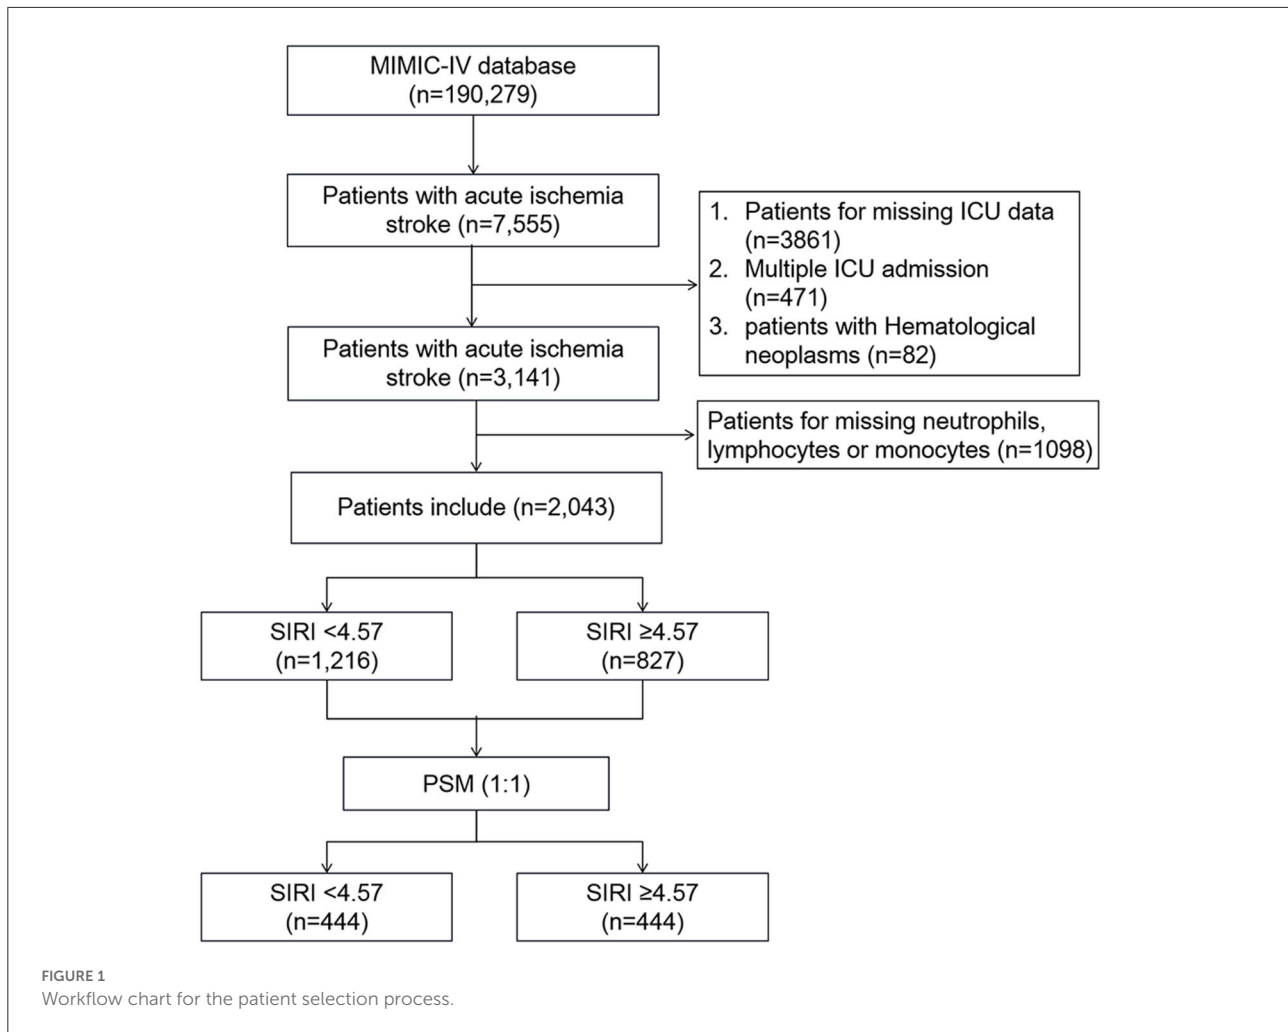 MIMIC-IV database
(n=190,279)
Patients with acute ischemia
stroke (n=7,555)
1. Patients for missing ICU data
(n=3861)
2. Multiple ICU admission
(n=471)
3. patients with Hematological
neoplasms (n=82)
Patients with acute ischemia
stroke (n=3,141)
Patients for missing neutrophils,
lymphocytes or monocytes (n=1098)
Patients include (n=2,043)
SIRI <4.57
(n=1,216)
SIRI ≥4.57
(n=827)
PSM (1:1)
SIRI <4.57
(n=444)
SIRI ≥4.57
(n=444)
FIGURE 1
Workflow chart for the patient selection process.